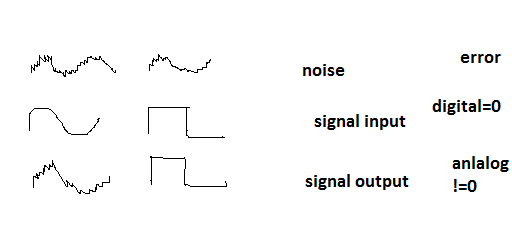 noise
error
signal input
digital=0
signal output
anlalog
!=0